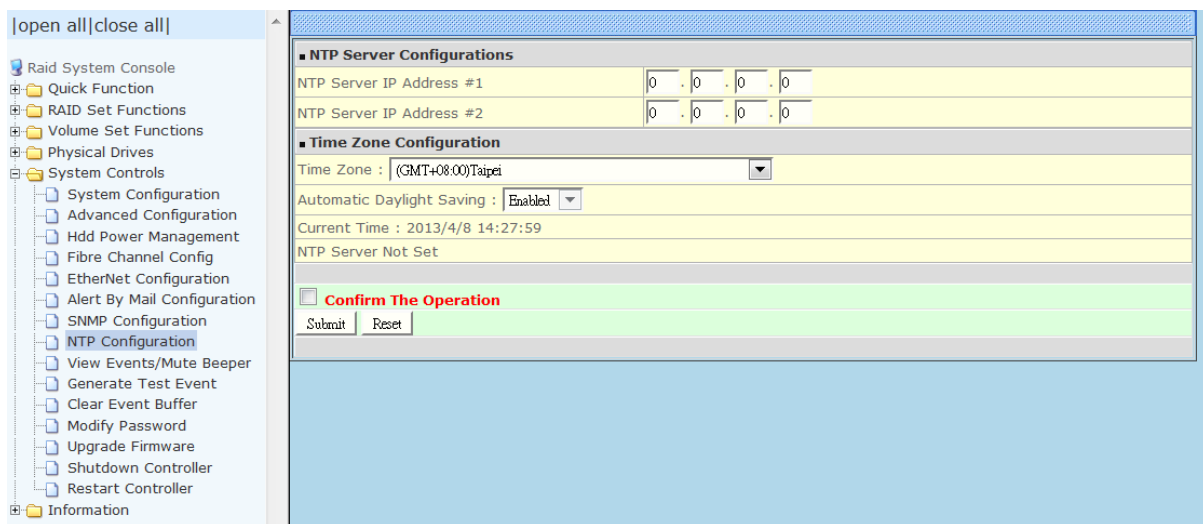 |open all|close all|
Raid System Console
Quick Function
RAID Set Functions
Volume Set Functions
Physical Drives
System Controls
System Configuration
Advanced Configuration
Hdd Power Management
Fibre Channel Config
EtherNet Configuration
Alert By Mail Configuration
SNMP Configuration
NTP Configuration
View Events/Mute Beeper
Generate Test Event
Clear Event Buffer
Modify Password
Upgrade Firmware
Shutdown Controller
Restart Controller
Information
NTP Server Configurations
NTP Server IP Address #1 0 . 0 . 0 . 0
NTP Server IP Address #2 0 . 0 . 0 . 0
Time Zone Configuration
Time Zone : (GMT+08:00)Taipei
Automatic Daylight Saving : Enabled
Current Time : 2013/4/8 14:27:59
NTP Server Not Set
Confirm The Operation
Submit Reset